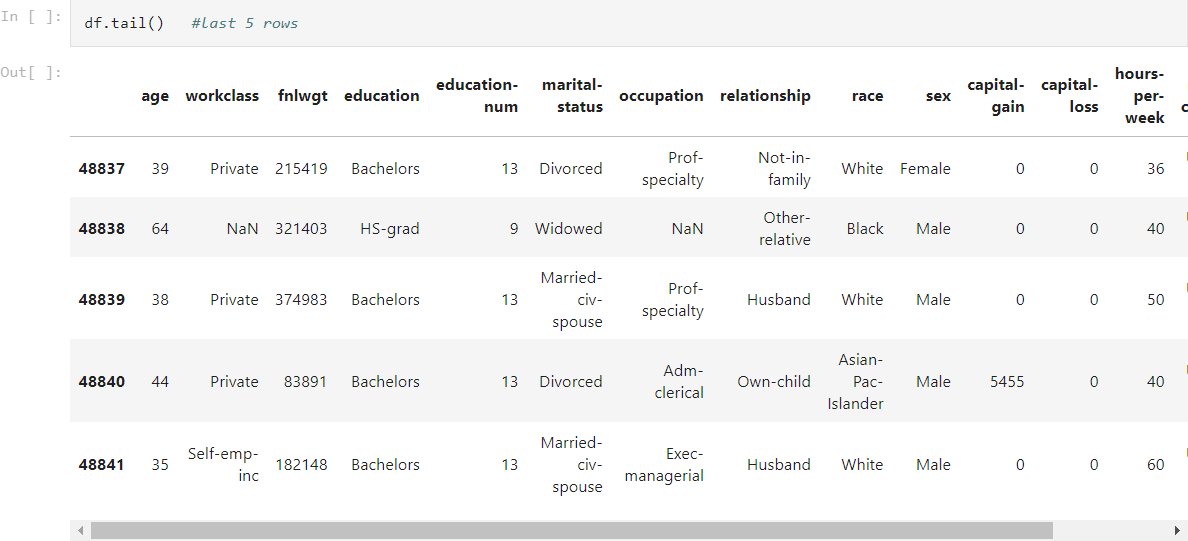 In [ ]: df.tail() #last 5 rows
Out[ ]:
age workclass fnlwgt education education-num marital-status occupation relationship race sex capital-gain capital-loss hours-per-week
48837 39 Private 215419 Bachelors 13 Divorced Prof-specialty Not-in-family White Female 0 0 36
48838 64 NaN 321403 HS-grad 9 Widowed NaN Other-relative Black Male 0 0 40
48839 38 Private 374983 Bachelors 13 Married-civ-spouse Prof-specialty Husband White Male 0 0 50
48840 44 Private 83891 Bachelors 13 Divorced Adm-clerical Own-child Asian-Pac-Islander Male 5455 0 40
48841 35 Self-emp-inc 182148 Bachelors 13 Married-civ-spouse Exec-managerial Husband White Male 0 0 60